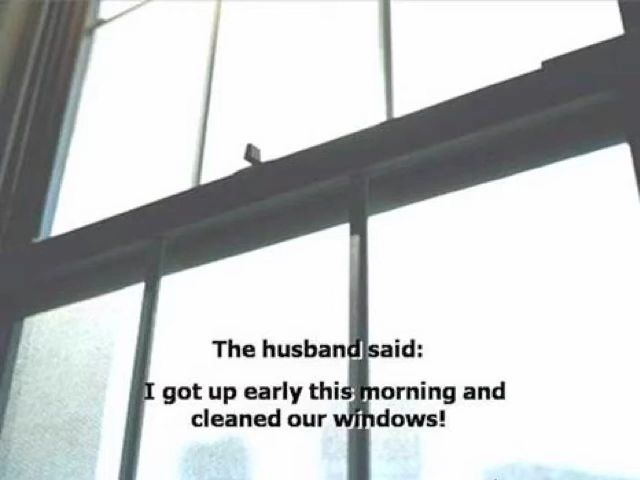 The husband said:
I got up early this morning and
cleaned our windows!